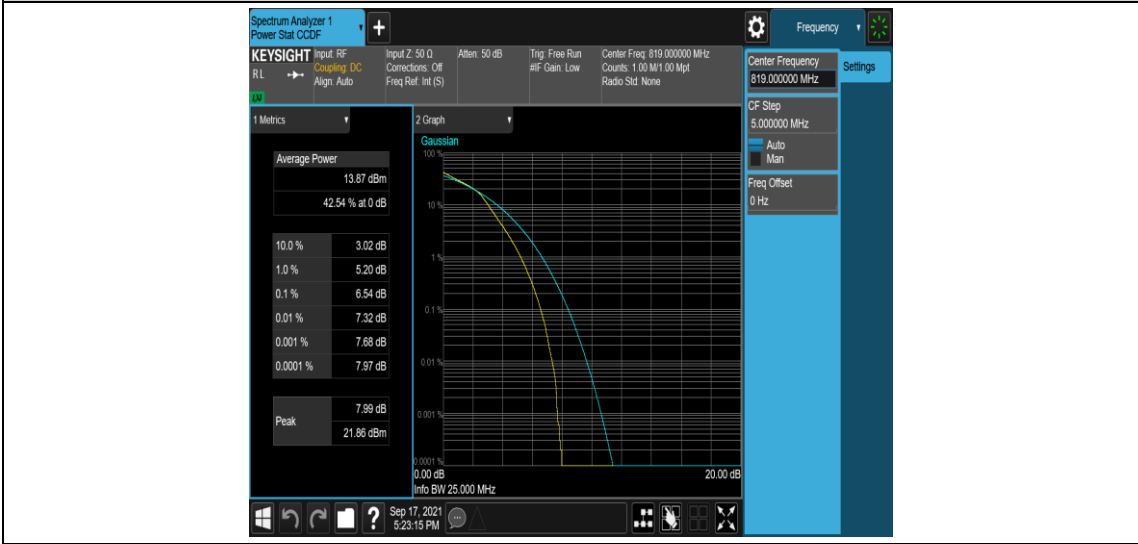 Spectrum Analyzer 1
Power Stat CCDF
+
Frequency
KEYSIGHT
RL
LM
Input: RF
Coupling: DC
Align: Auto
Input Z: 50 Ω
Corrections: Off
Freq Ref: Int (S)
Atten: 50 dB
Trig: Free Run
#IF Gain: Low
Center Freq: 819.000000 MHz
Counts: 1.00 M/1.00 Mpt
Radio Std: None
Center Frequency
819.000000 MHz
Settings
CF Step
5.000000 MHz
Auto
Man
Freq Offset
0 Hz
1 Metrics
Average Power
13.87 dBm
42.54 % at 0 dB
10.0 % 3.02 dB
1.0 % 5.20 dB
0.1 % 6.54 dB
0.01 % 7.32 dB
0.001 % 7.68 dB
0.0001 % 7.97 dB
Peak
7.99 dB
21.86 dBm
2 Graph
Gaussian
100 %
10 %
1 %
0.1 %
0.01 %
0.001 %
0.0001 %
0.00 dB 20.00 dB
Info BW 25.000 MHz
?
Sep 17, 2021
5:23:15 PM